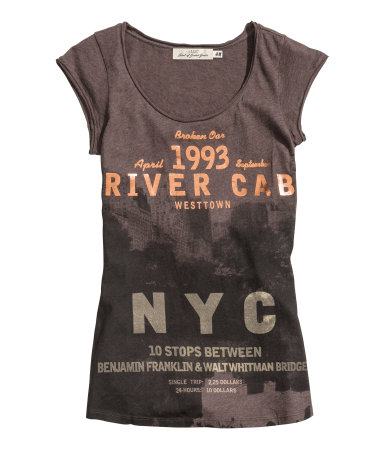 Broken Car
April 1993 September
RIVER CAB
WESTTOWN
NYC
10 STOPS BETWEEN
BENJAMIN FRANKLIN & WALT WHITMAN BRIDGE
SINGLE TRIP: 2,25 DOLLARS
24-HOURS: 10 DOLLARS